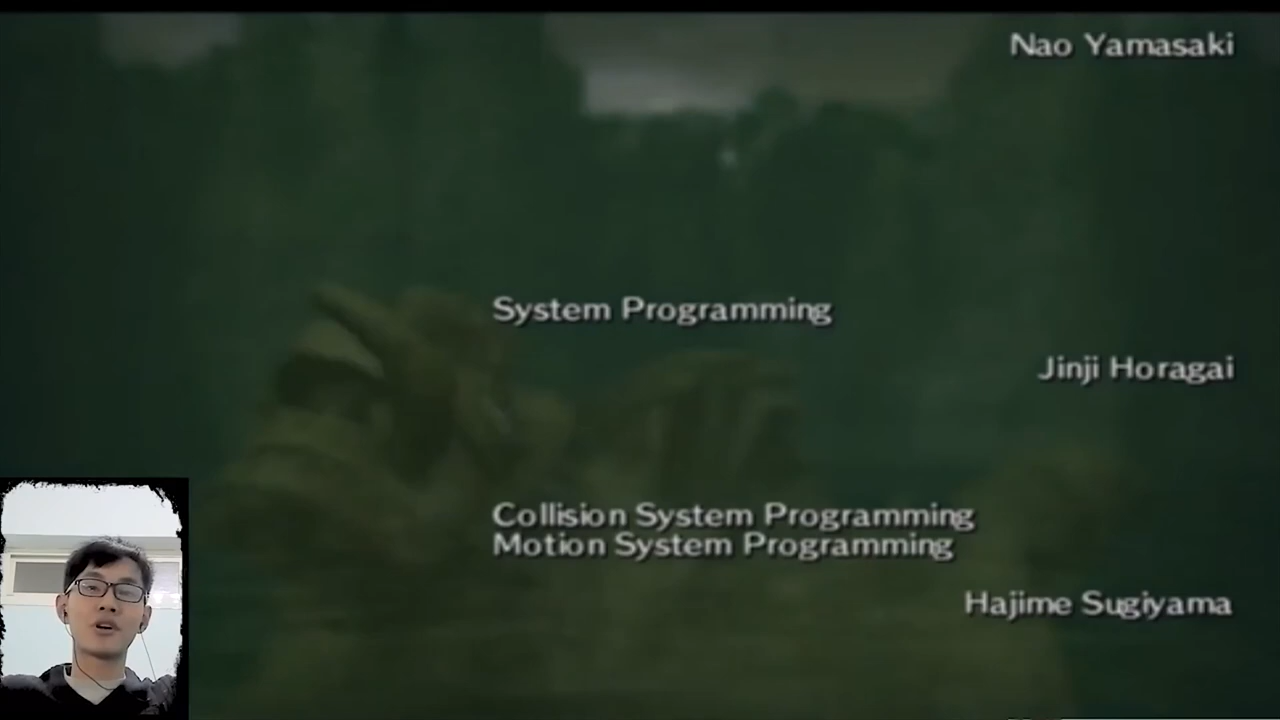 Nao Yamasaki
System Programming
Jinji Horagai
Collision System Programming
Motion System Programming
Hajime Sugiyama